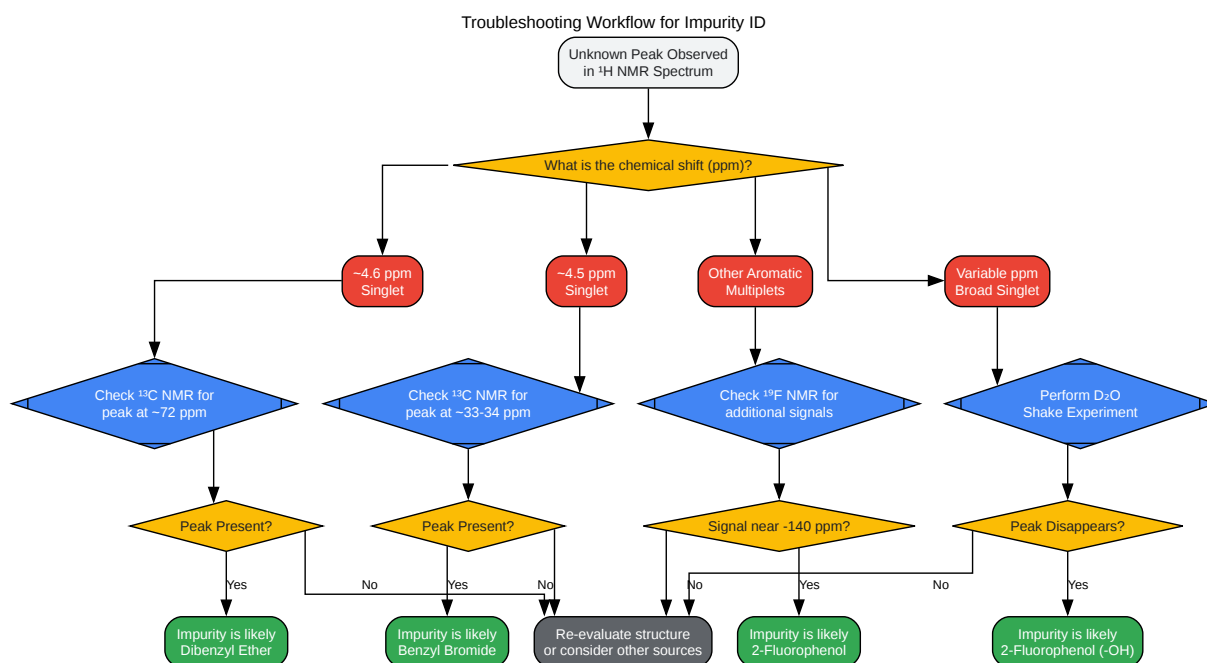 Troubleshooting Workflow for Impurity ID
Unknown Peak Observed
in ¹H NMR Spectrum
What is the chemical shift (ppm)?
~4.6 ppm
Singlet
~4.5 ppm
Singlet
Other Aromatic
Multiplets
Variable ppm
Broad Singlet
Check ¹³C NMR for
peak at ~72 ppm
Check ¹³C NMR for
peak at ~33-34 ppm
Check ¹⁹F NMR for
additional signals
Perform D₂O
Shake Experiment
Peak Present?
Peak Present?
Signal near -140 ppm?
Peak Disappears?
Yes
No
Yes
No
No
Yes
No
Yes
Impurity is likely
Dibenzyl Ether
Impurity is likely
Benzyl Bromide
Re-evaluate structure
or consider other sources
Impurity is likely
2-Fluorophenol
Impurity is likely
2-Fluorophenol (-OH)